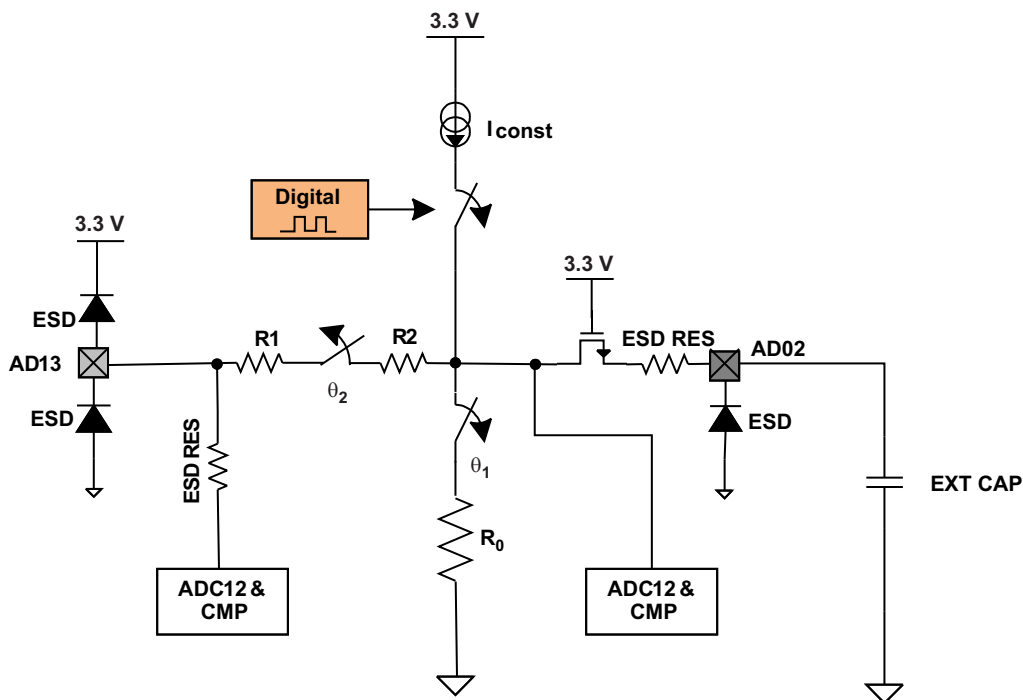 3.3 V
I const
Digital
3.3 V
3.3 V
ESD
R1
R2
ESD RES
AD02
AD13
θ2
ESD
ESD
ESD RES
θ1
EXT CAP
R0
ADC12 &
CMP
ADC12 &
CMP